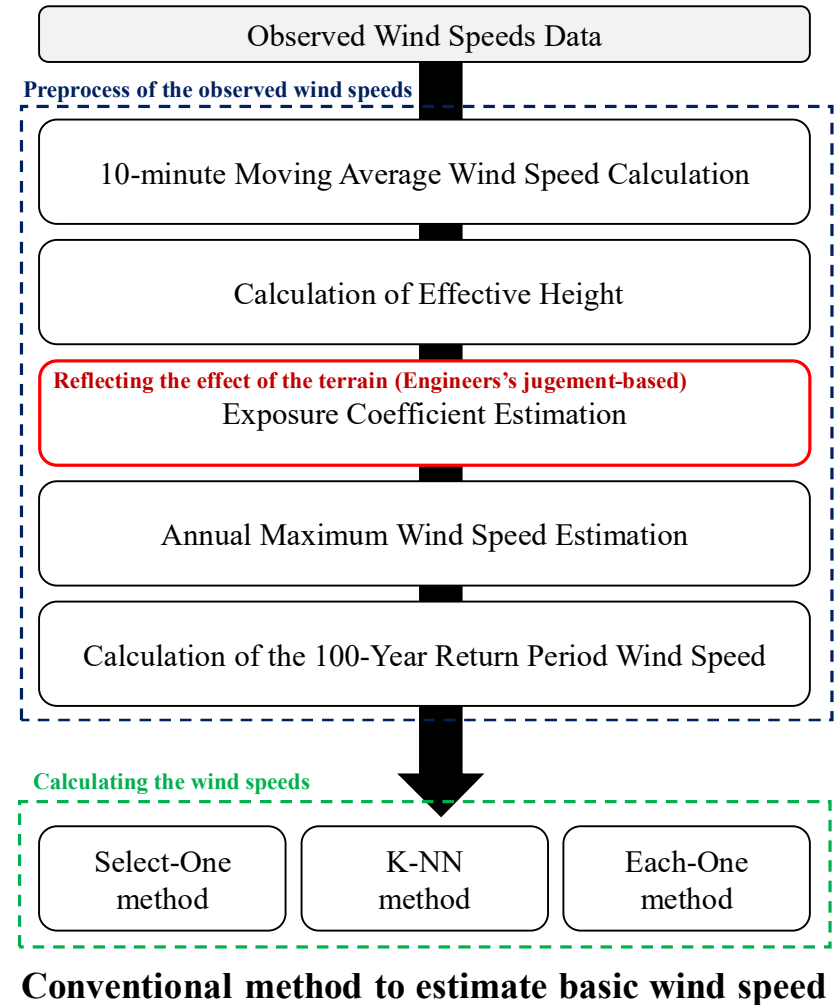 Observed Wind Speeds Data
Preprocess of the observed wind speeds
10-minute Moving Average Wind Speed Calculation
Calculation of Effective Height
Reflecting the effect of the terrain (Engineers's jugement-based)
Exposure Coefficient Estimation
Annual Maximum Wind Speed Estimation
Calculation of the 100-Year Return Period Wind Speed
Calculating the wind speeds
Select-One
method
K-NN
method
Each-One
method
Conventional method to estimate basic wind speed